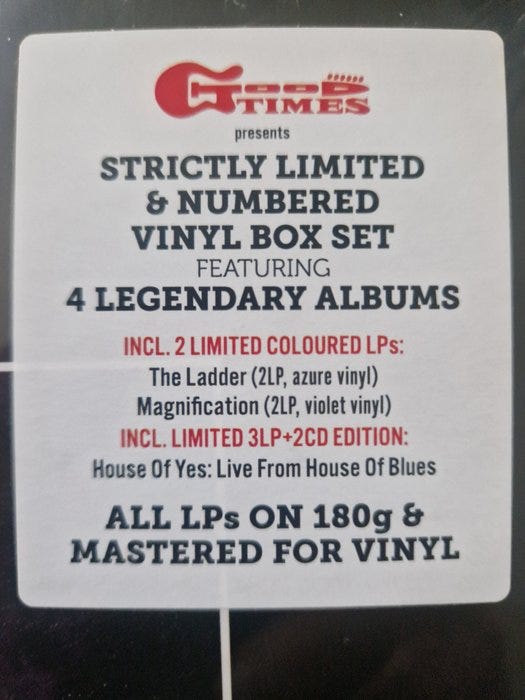 GOOD
TIMES
presents
STRICTLY LIMITED
& NUMBERED
VINYL BOX SET
FEATURING
4 LEGENDARY ALBUMS
INCL. 2 LIMITED COLOURED LPs:
The Ladder (2LP, azure vinyl)
Magnification (2LP, violet vinyl)
INCL. LIMITED 3LP+2CD EDITION:
House Of Yes: Live From House Of Blues
ALL LPs ON 180g &
MASTERED FOR VINYL